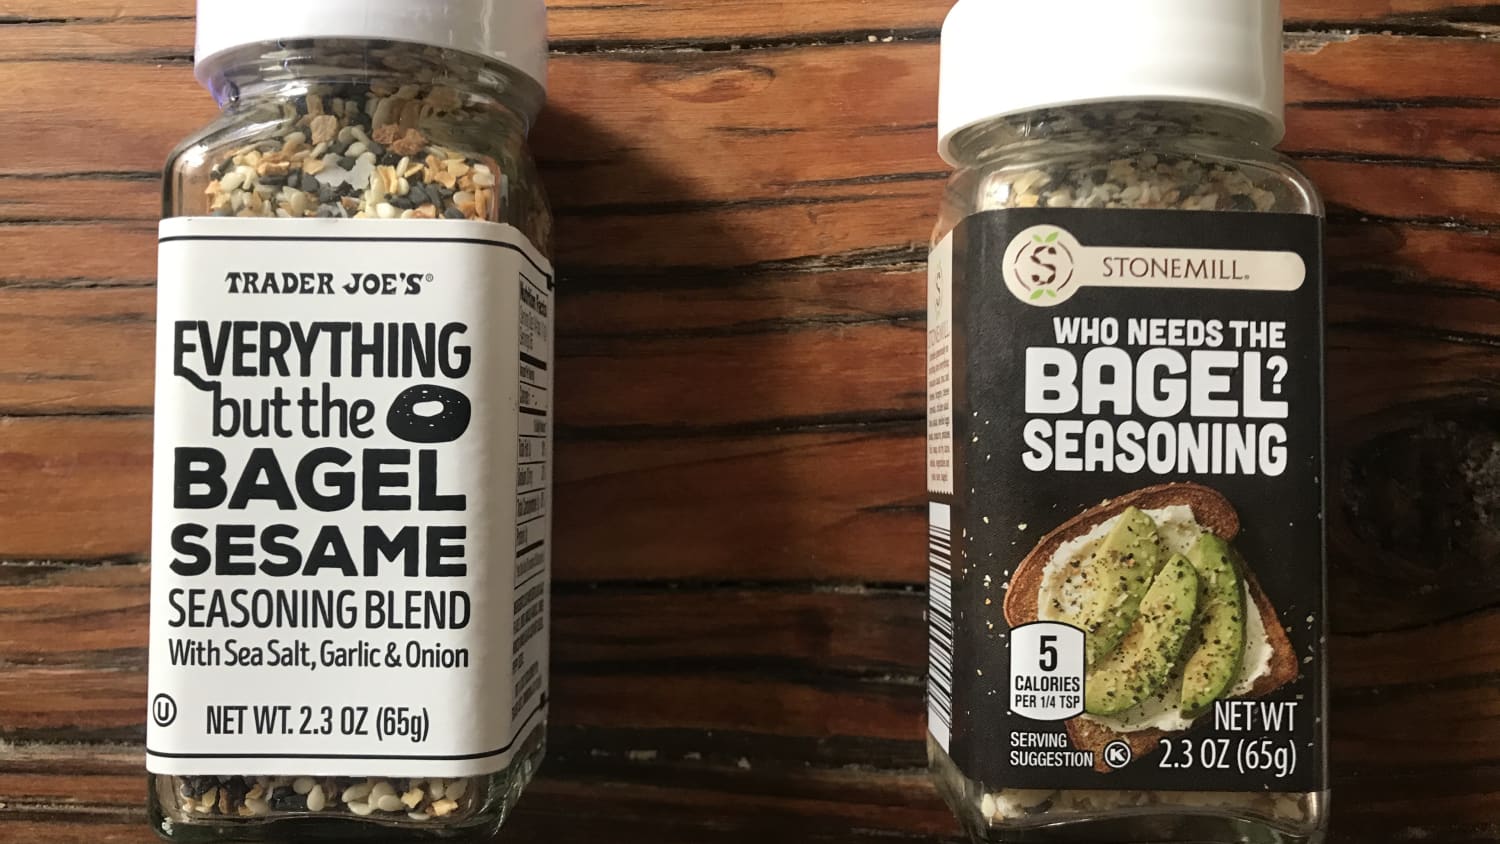 TRADER JOE'S®
EVERYTHING
but the
BAGEL
SESAME
SEASONING BLEND
With Sea Salt, Garlic & Onion
U
NET WT. 2.3 OZ (65g)
Nutrition Facts
S
STONEMILL®
WHO NEEDS THE
BAGEL?
SEASONING
5
CALORIES
PER 1/4 TSP
SERVING
SUGGESTION
K
NET WT
2.3 OZ (65g)